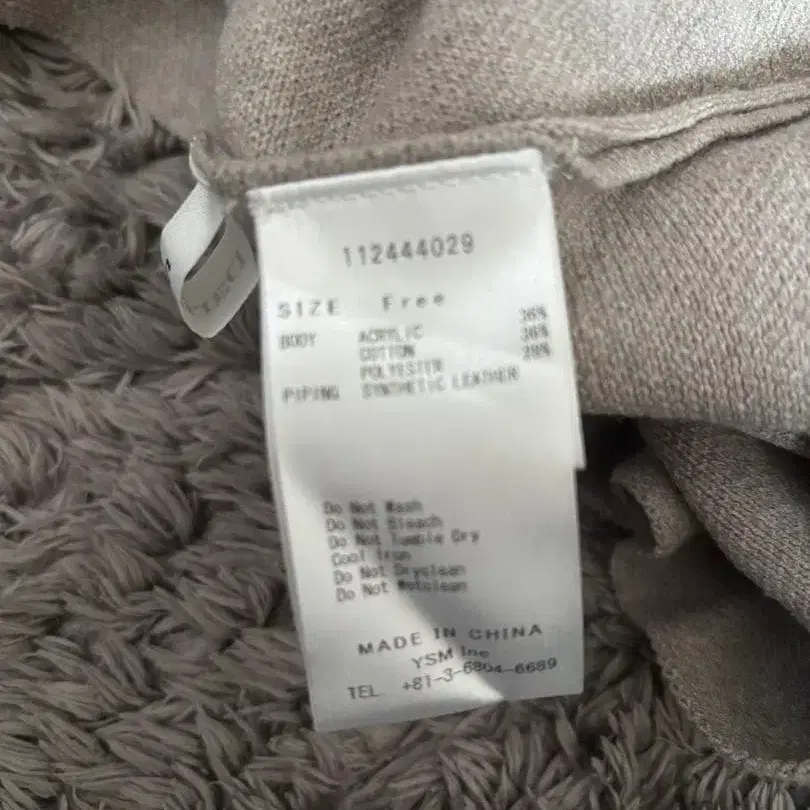 112444029
SIZE Free
BODY ACRYLIC 36%
COTTON 36%
POLYESTER 28%
PIPING SYNTHETIC LEATHER
Do Not Wash
Do Not Bleach
Do Not Tumble Dry
Cool Iron
Do Not Dryclean
Do Not Wetclean
MADE IN CHINA
YSM Inc
TEL +81-3-6804-6689